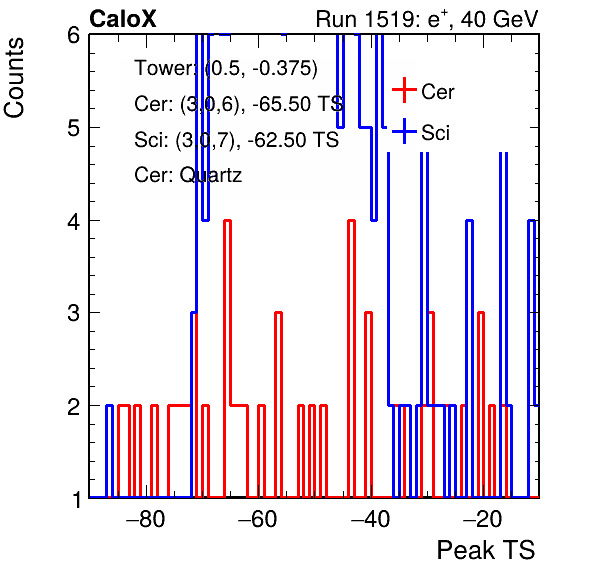 CaloX Run 1519: e⁺, 40 GeV
Counts
6
Tower: (0.5, -0.375)
Cer: (3,0,6), -65.50 TS
Cer
Sci: (3,0,7), -62.50 TS
Sci
5
Cer: Quartz
4
3
2
1
−80 −60 −40 −20
Peak TS